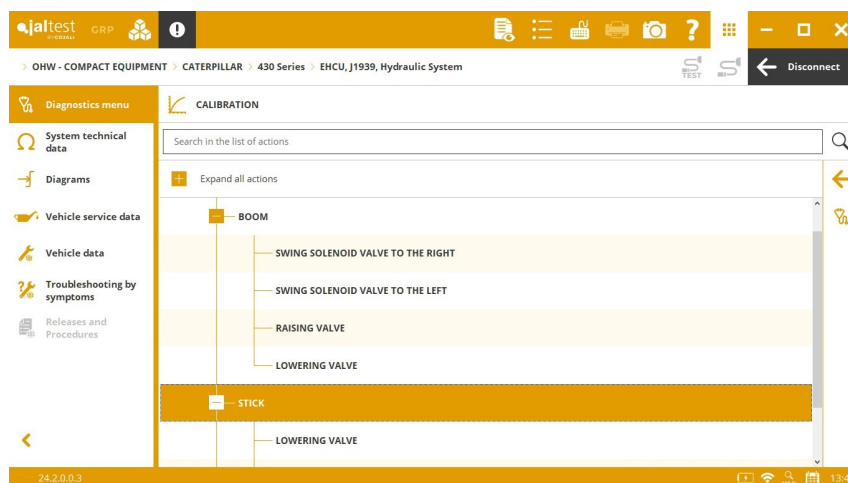 jaltest GRP
BY COJALI
> OHW - COMPACT EQUIPMENT > CATERPILLAR > 430 Series > EHCU, J1939, Hydraulic System
TEST
Disconnect
Diagnostics menu
System technical
data
Diagrams
Vehicle service data
Vehicle data
Troubleshooting by
symptoms
Releases and
Procedures
CALIBRATION
Search in the list of actions
Expand all actions
BOOM
SWING SOLENOID VALVE TO THE RIGHT
SWING SOLENOID VALVE TO THE LEFT
RAISING VALVE
LOWERING VALVE
STICK
LOWERING VALVE
24.2.0.0.3